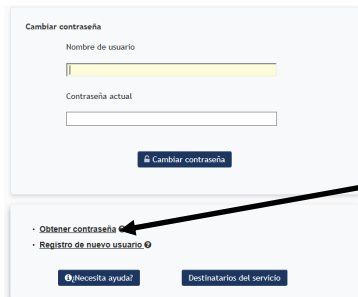 Cambiar contraseña
Nombre de usuario
Contraseña actual
Cambiar contraseña
Obtener contraseña
Registro de nuevo usuario
¿Necesita ayuda?
Destinatarios del servicio